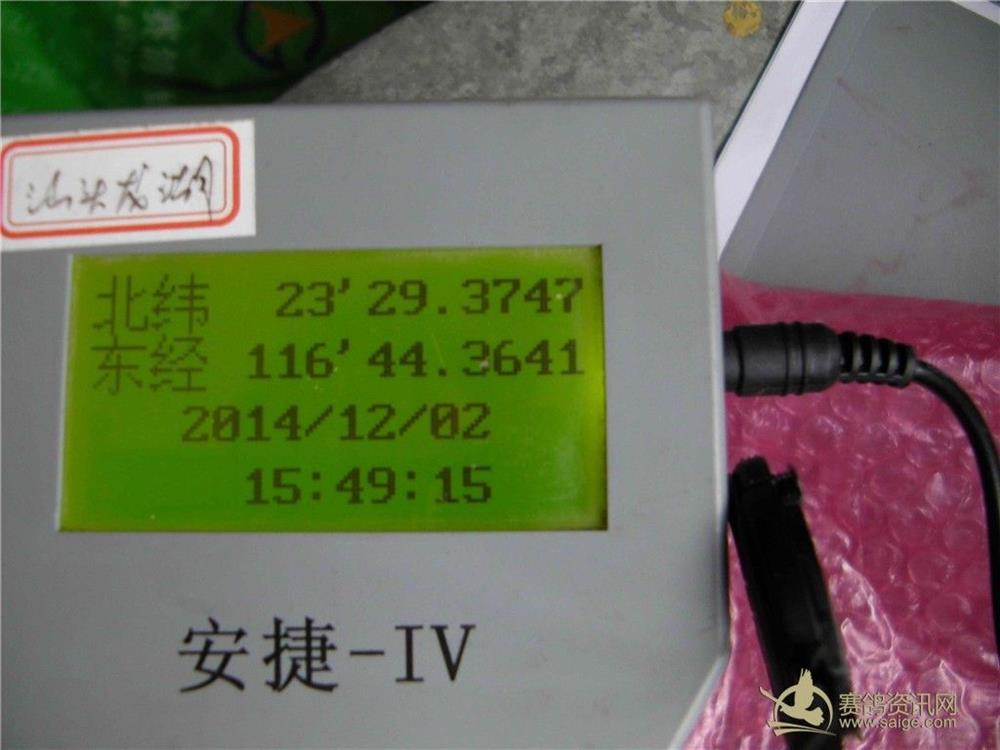 汕头龙湖
北纬 23'29.3747
东经 116'44.3641
2014/12/02
15:49:15
安捷-IV
赛鸽资讯网
www.saige.com